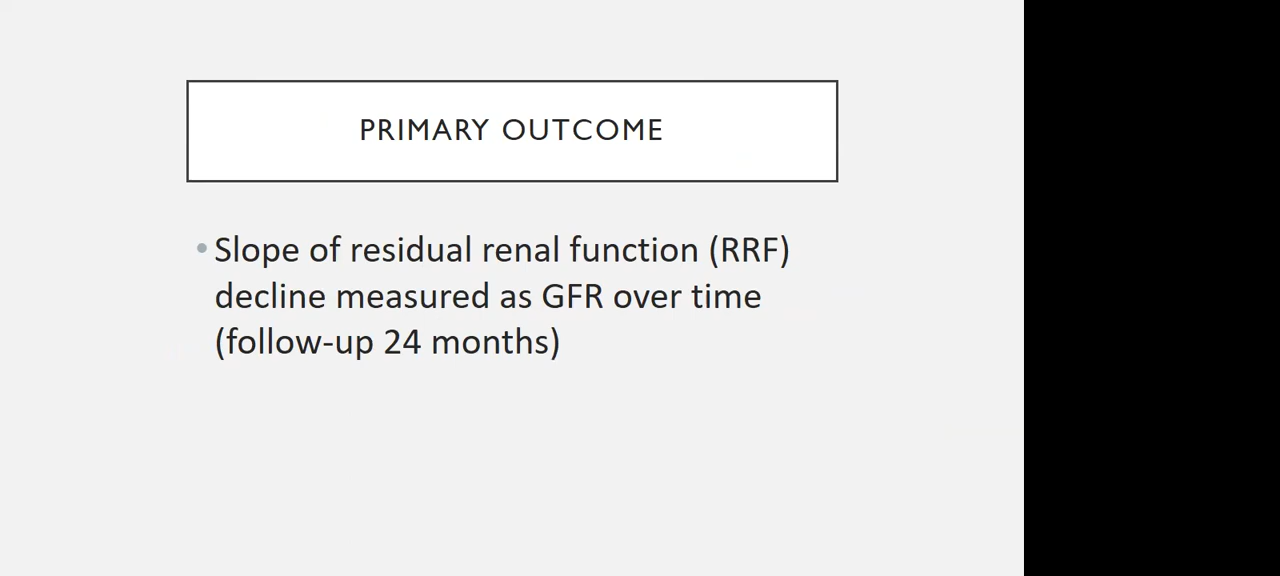 PRIMARY OUTCOME
• Slope of residual renal function (RRF)
decline measured as GFR over time
(follow-up 24 months)